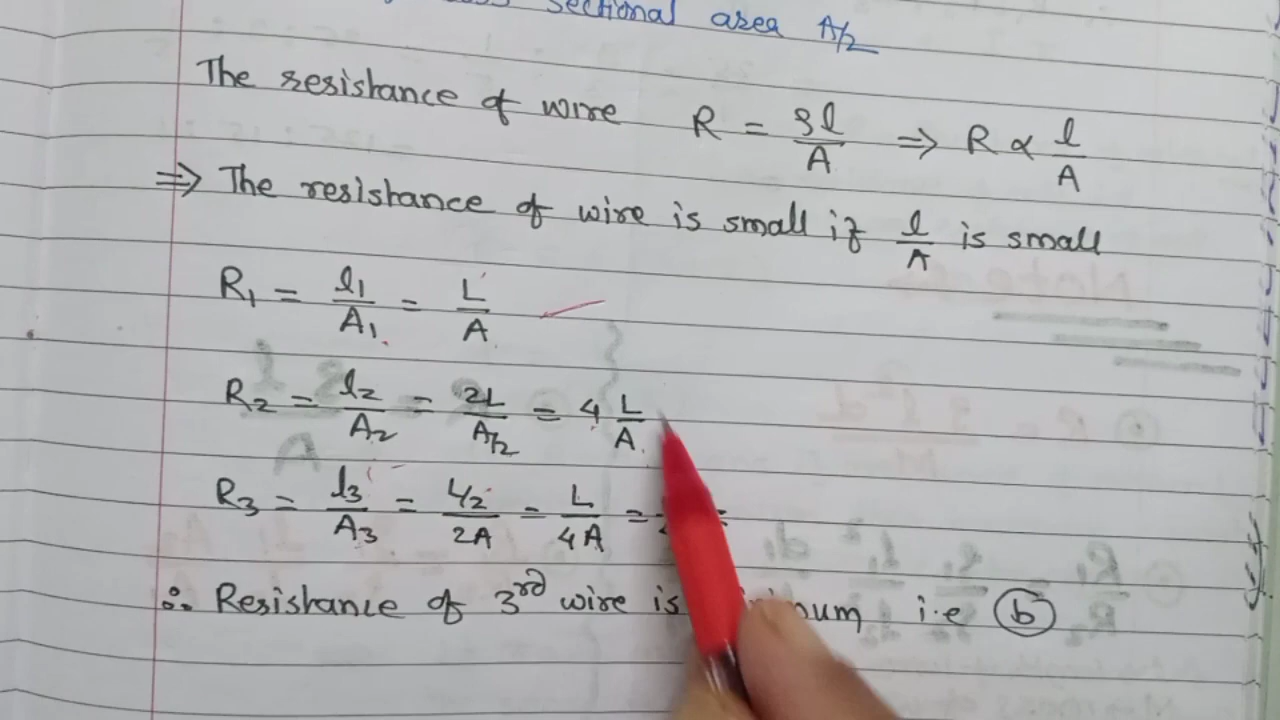 sectional area A/2
The resistance of wire R = ρl/A ⇒ R ∝ l/A
⇒ The resistance of wire is small if l/A is small
R₁ = l₁/A₁ = L/A
R₂ = l₂/A₂ = 2L/A/2 = 4 L/A
R₃ = l₃/A₃ = L/2/2A = L/4A =
∴ Resistance of 3rd wire is i.e (b)